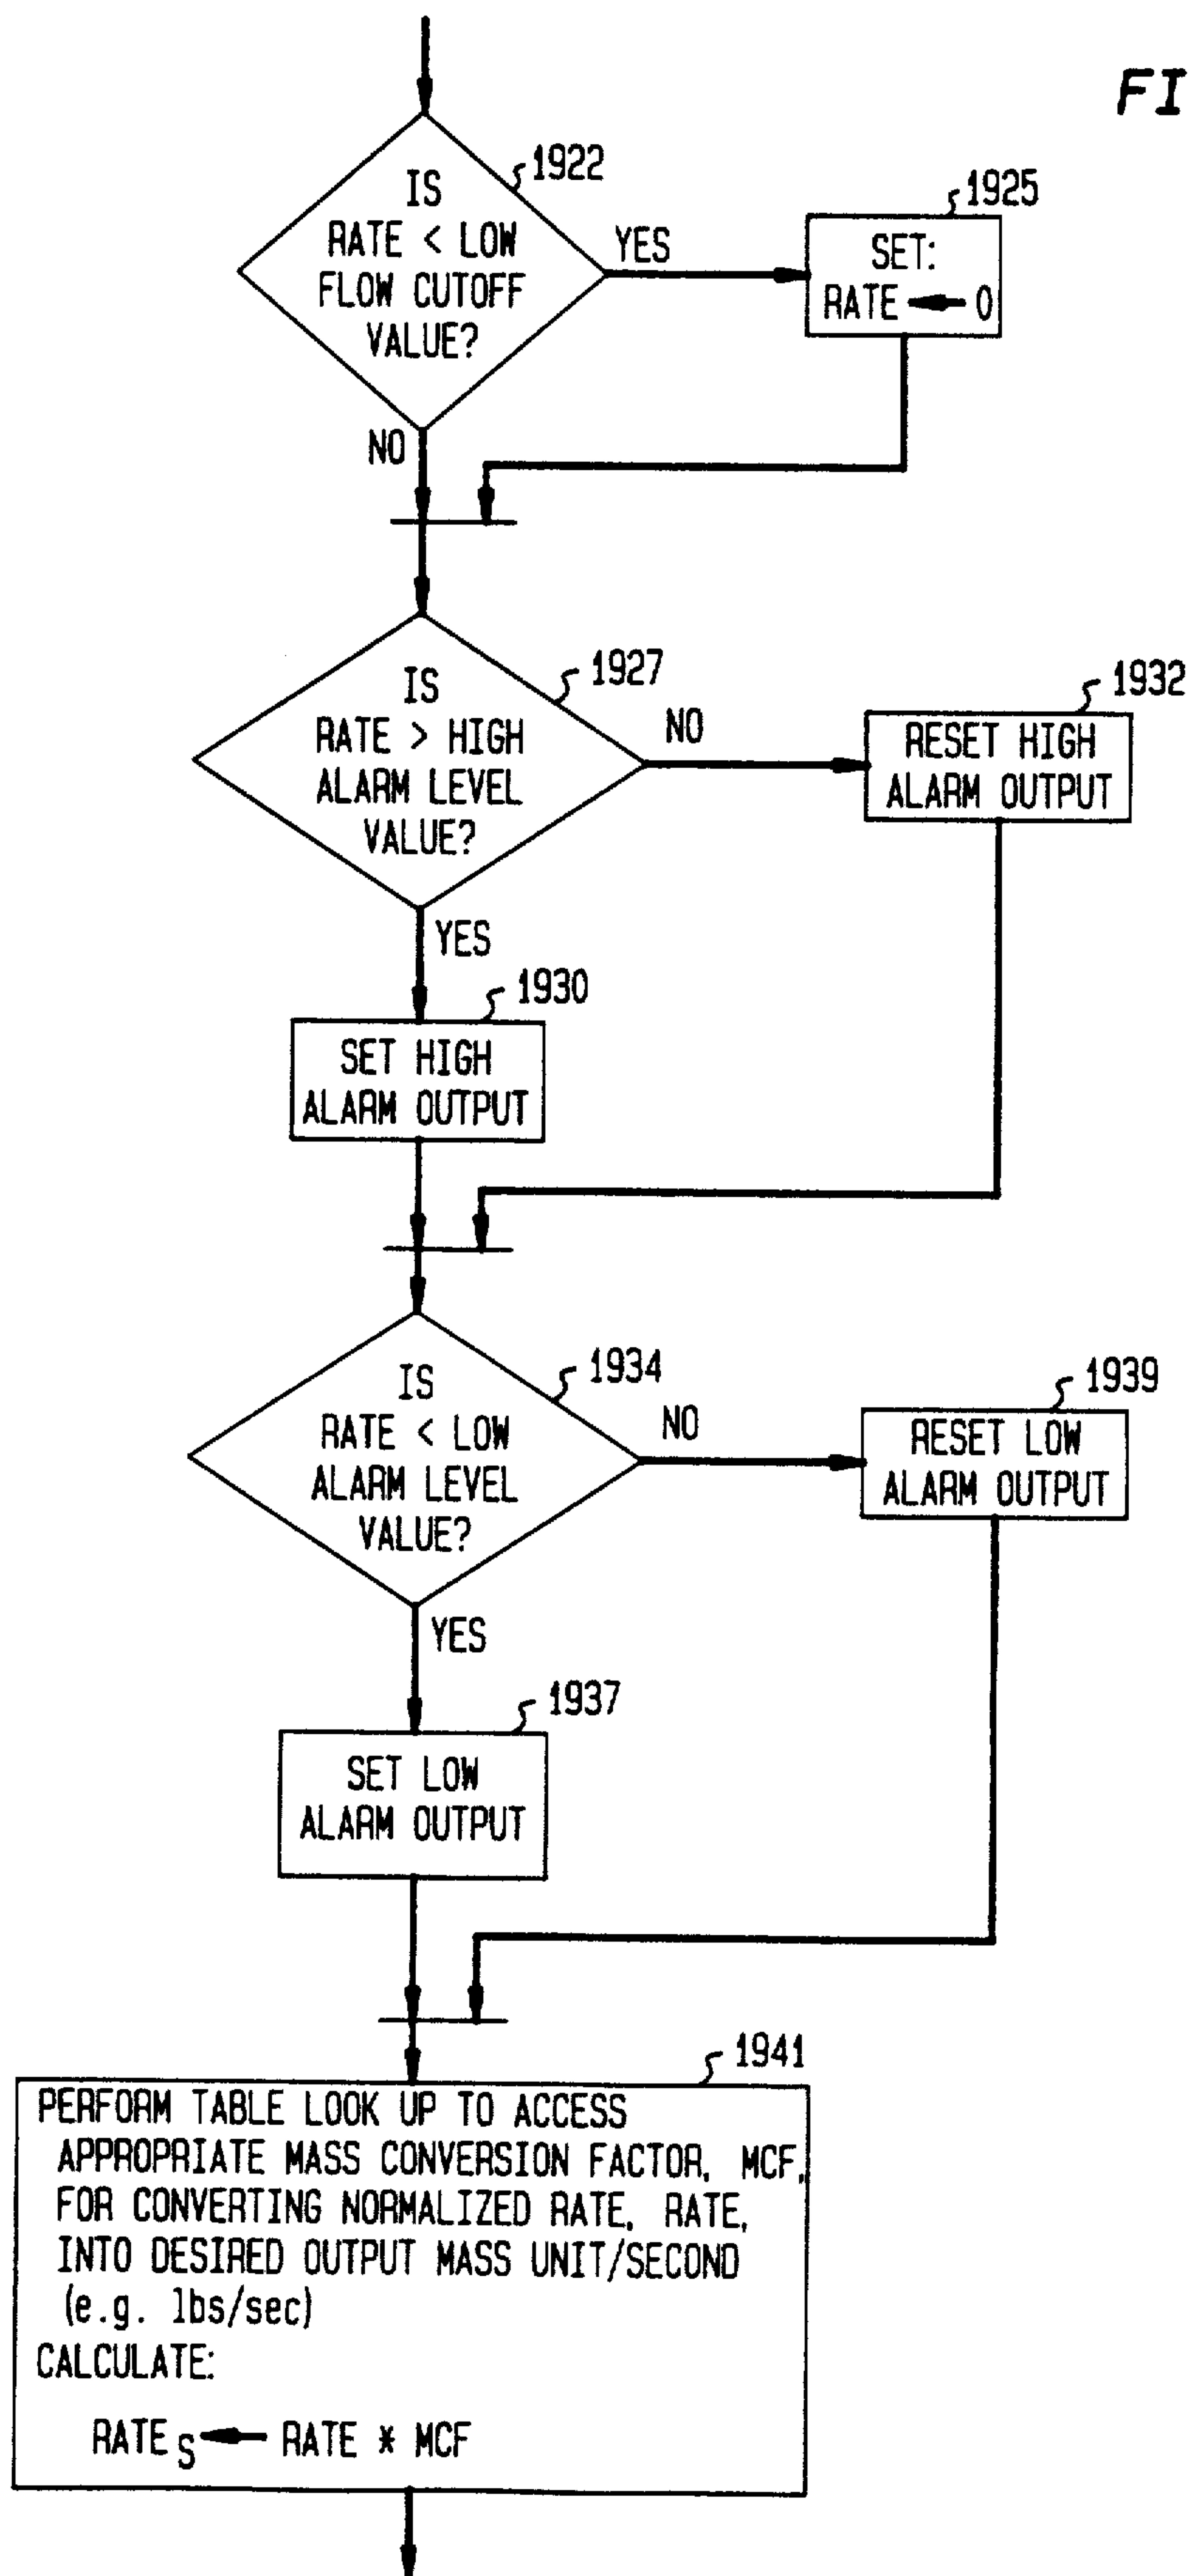 FI
1922
IS
RATE < LOW
FLOW CUTOFF
VALUE?
YES
1925
SET:
RATE ← 0
NO
1927
IS
RATE > HIGH
ALARM LEVEL
VALUE?
NO
1932
RESET HIGH
ALARM OUTPUT
YES
1930
SET HIGH
ALARM OUTPUT
1934
IS
RATE < LOW
ALARM LEVEL
VALUE?
NO
1939
RESET LOW
ALARM OUTPUT
YES
1937
SET LOW
ALARM OUTPUT
1941
PERFORM TABLE LOOK UP TO ACCESS
APPROPRIATE MASS CONVERSION FACTOR, MCF,
FOR CONVERTING NORMALIZED RATE, RATE,
INTO DESIRED OUTPUT MASS UNIT/SECOND
(e.g. lbs/sec)
CALCULATE:
RATE S ← RATE * MCF